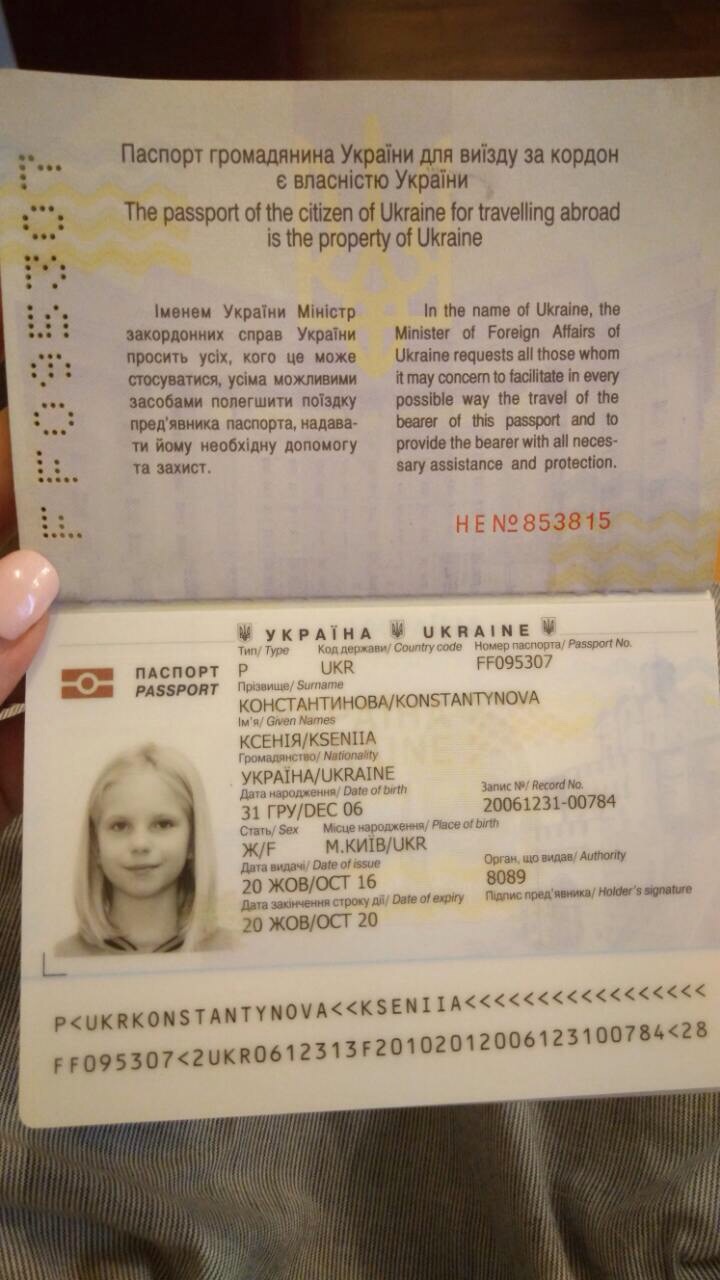 FF095307
Паспорт громадянина України для виїзду за кордон
є власністю України
The passport of the citizen of Ukraine for travelling abroad
is the property of Ukraine
Іменем України Міністр
закордонних справ України
просить усіх, кого це може
стосуватися, усіма можливими
засобами полегшити поїздку
пред'явника паспорта, надава-
ти йому необхідну допомогу
та захист.
In the name of Ukraine, the
Minister of Foreign Affairs of
Ukraine requests all those whom
it may concern to facilitate in every
possible way the travel of the
bearer of this passport and to
provide the bearer with all neces-
sary assistance and protection.
НЕ №853815
УКРАЇНА UKRAINE
ПАСПОРТ
PASSPORT
Тип/ Type Код держави/ Country code Номер паспорта/ Passport No.
P UKR FF095307
Прізвище/ Surname
КОНСТАНТИНОВА/KONSTANTYNOVA
Ім'я/ Given Names
КСЕНІЯ/KSENIIA
Громадянство/ Nationality
УКРАЇНА/UKRAINE
Дата народження/ Date of birth Запис №/ Record No.
31 ГРУ/DEC 06 20061231-00784
Стать/ Sex Місце народження/ Place of birth
Ж/F М.КИЇВ/UKR
Дата видачі/ Date of issue Орган, що видав/ Authority
20 ЖОВ/OCT 16 8089
Дата закінчення строку дії/ Date of expiry Підпис пред'явника/ Holder's signature
20 ЖОВ/OCT 20
P<UKRKONSTANTYNOVA<<KSENIIA<<<<<<<<<<<<<<<<<
FF095307<2UKR0612313F2010201200612310​0784<28